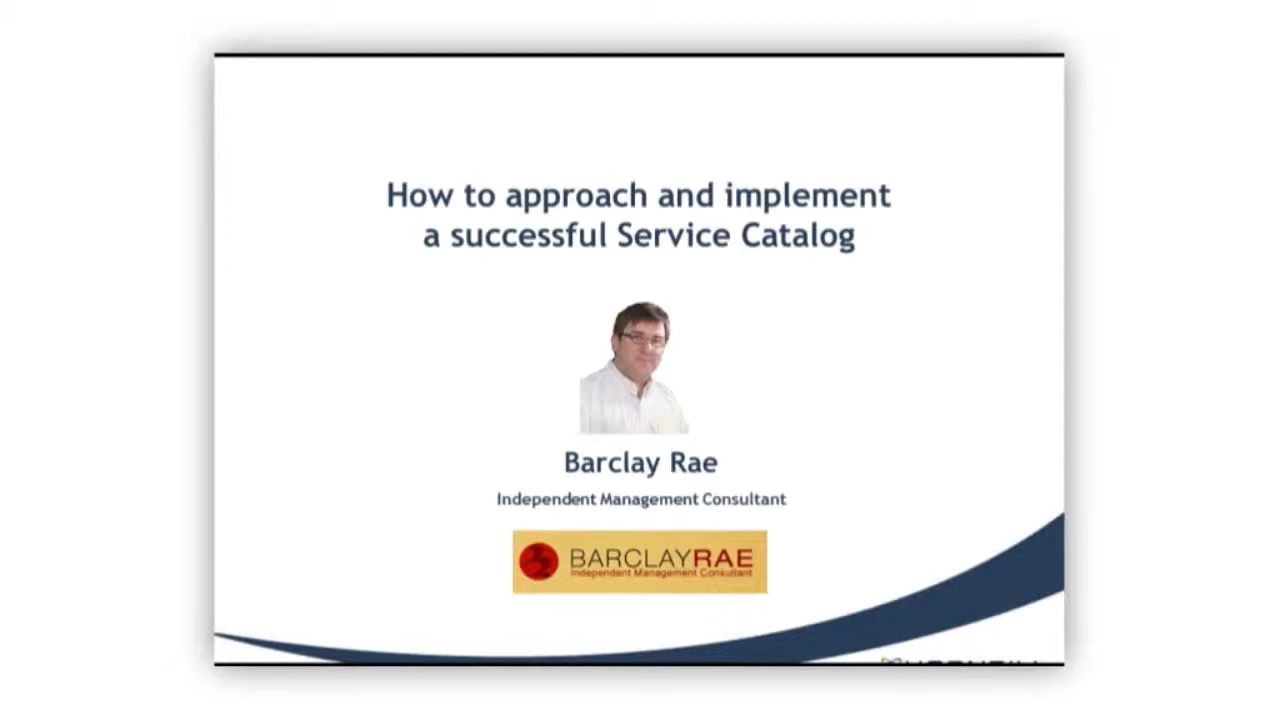 How to approach and implement
a successful Service Catalog
Barclay Rae
Independent Management Consultant
BARCLAYRAE
Independent Management Consultant